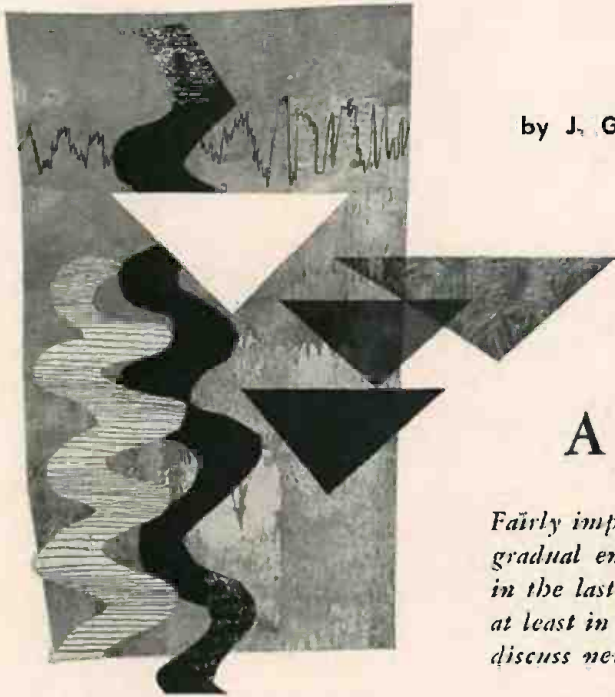 by J. G
A
Fairly imp
gradual en
in the last
at least in
discuss ne